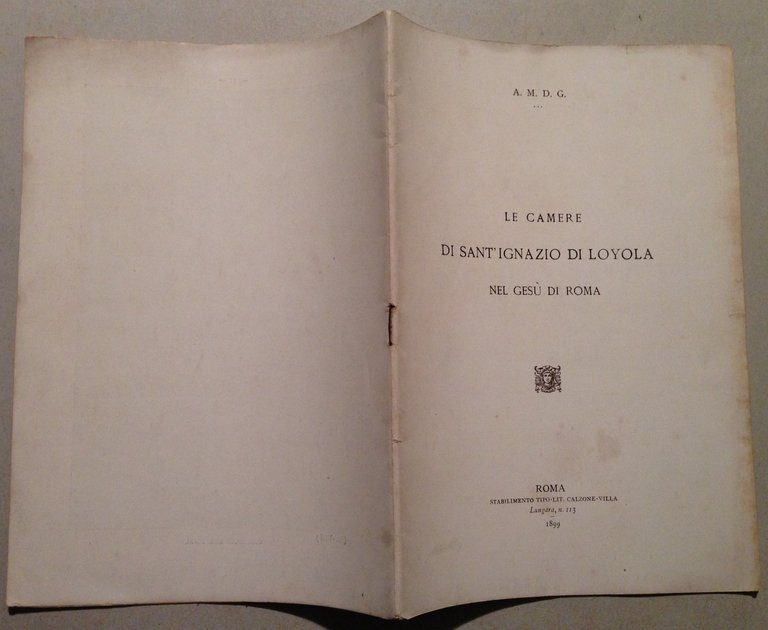 A. M. D. G.
LE CAMERE
DI SANT'IGNAZIO DI LOYOLA
NEL GESÙ DI ROMA
ROMA
STABILIMENTO TIPO-LIT. CALZONE-VILLA
Lungara, n. 113
1899